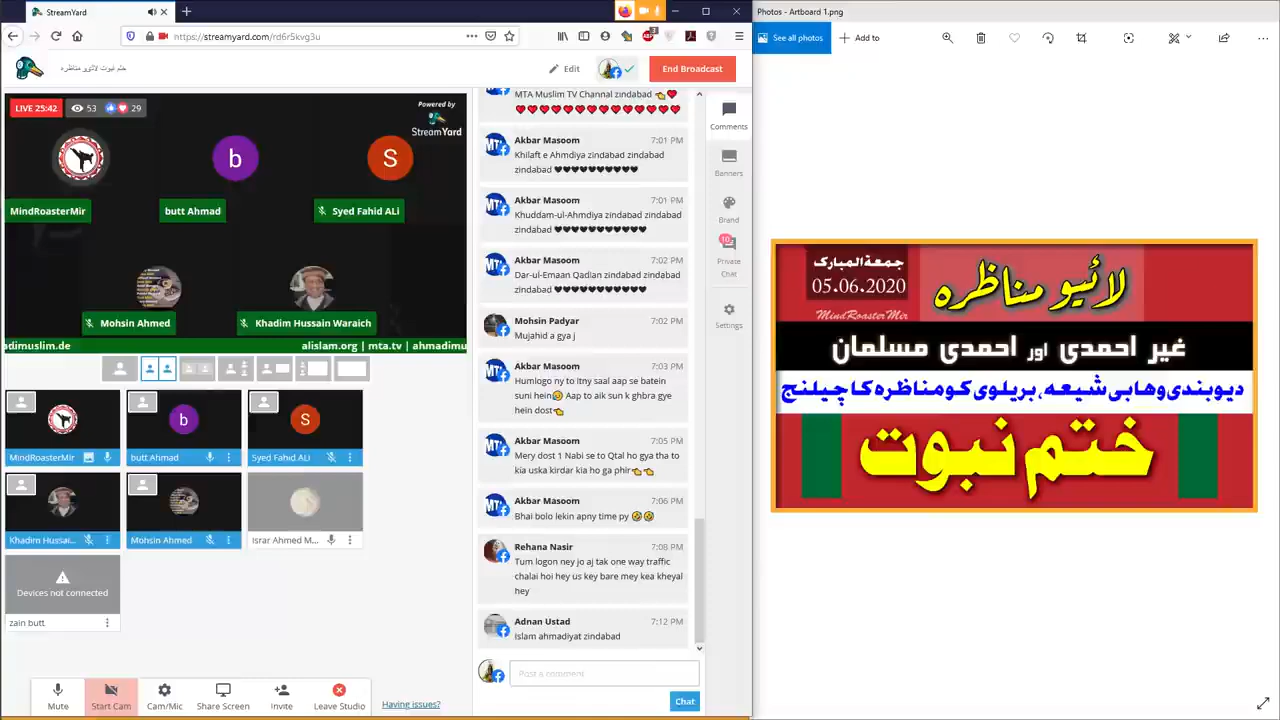 StreamYard
Photos - Artboard 1.png
https://streamyard.com/rd6r5kvg3u
See all photos
Add to
ختم نبوت لائیو مناظرہ
Edit
End Broadcast
LIVE 25:42
53
29
Powered by
StreamYard
b
S
MindRoasterMir
butt Ahmad
Syed Fahid ALi
Mohsin Ahmed
Khadim Hussain Waraich
adimuslim.de
alislam.org | mta.tv | ahmadimu
MindRoasterMir
b
butt Ahmad
S
Syed Fahid ALi
Khadim Hussai...
Mohsin Ahmed
Israr Ahmed M...
Devices not connected
zain butt
Mute
Start Cam
Cam/Mic
Share Screen
Invite
Leave Studio
Having issues?
MTA Muslim TV Channal zindabad 👈❤
❤❤❤❤❤❤❤❤❤❤❤❤❤
Akbar Masoom 7:01 PM
Khilaft e Ahmdiya zindabad zindabad
zindabad ♥♥♥♥♥♥♥♥♥♥
Akbar Masoom 7:01 PM
Khuddam-ul-Ahmdiya zindabad zindabad
zindabad ♥♥♥♥♥♥♥♥♥♥♥
Akbar Masoom 7:02 PM
Dar-ul-Emaan Qadian zindabad zindabad
zindabad ♥♥♥♥♥♥♥♥♥♥♥
Mohsin Padyar 7:02 PM
Mujahid a gya j
Akbar Masoom 7:03 PM
Humlogo ny to itny saal aap se batein
suni hein😂 Aap to aik sun k ghbra gye
hein dost👈
Akbar Masoom 7:05 PM
Mery dost 1 Nabi se to Qtal ho gya tha to
kia uska kirdar kia ho ga phir👈👈
Akbar Masoom 7:06 PM
Bhai bolo lekin apny time py 🤣🤣
Rehana Nasir 7:08 PM
Tum logon ney jo aj tak one way traffic
chalai hoi hey us key bare mey kea kheyal
hey
Adnan Ustad 7:12 PM
Islam ahmadiyat zindabad
Post a comment
Chat
Comments
Banners
Brand
10
Private
Chat
Settings
جمعۃ المبارک
05.06.2020
MindRoasterMir
لائیو مناظرہ
غیر احمدی اور احمدی مسلمان
دیوبندی وھابی شیعہ، بریلوی کو مناظرہ کا چیلنج
ختم نبوت